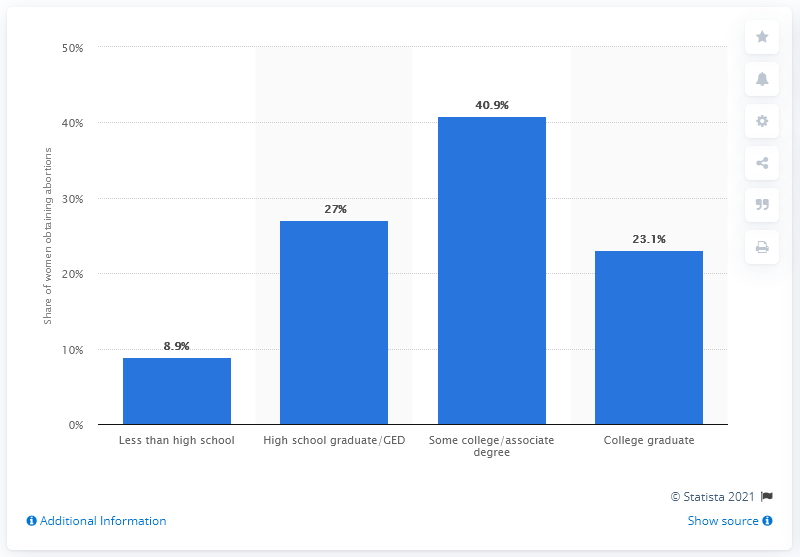 50%
40%
30%
20%
10%
0%
Share of women obtaining abortions
8.9%
27%
40.9%
23.1%
Less than high school
High school graduate/GED
Some college/associate
degree
College graduate
© Statista 2021
Additional Information
Show source